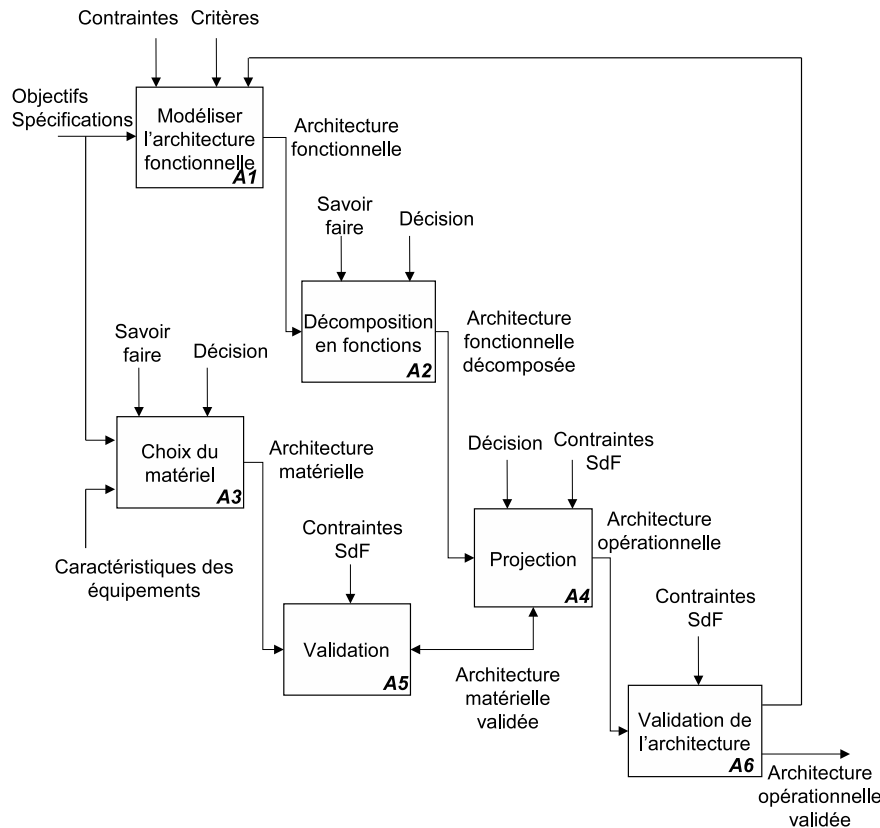 Contraintes Critères
Objectifs
Spécifications
Modéliser
l'architecture
fonctionnelle
A1
Architecture
fonctionnelle
Savoir
faire
Décision
Décomposition
en fonctions
A2
Architecture
fonctionnelle
décomposée
Savoir
faire
Décision
Choix du
matériel
A3
Architecture
matérielle
Caractéristiques des
équipements
Contraintes
SdF
Validation
A5
Décision
Contraintes
SdF
Projection
A4
Architecture
opérationnelle
Architecture
matérielle
validée
Contraintes
SdF
Validation de
l'architecture
A6
Architecture
opérationnelle
validée